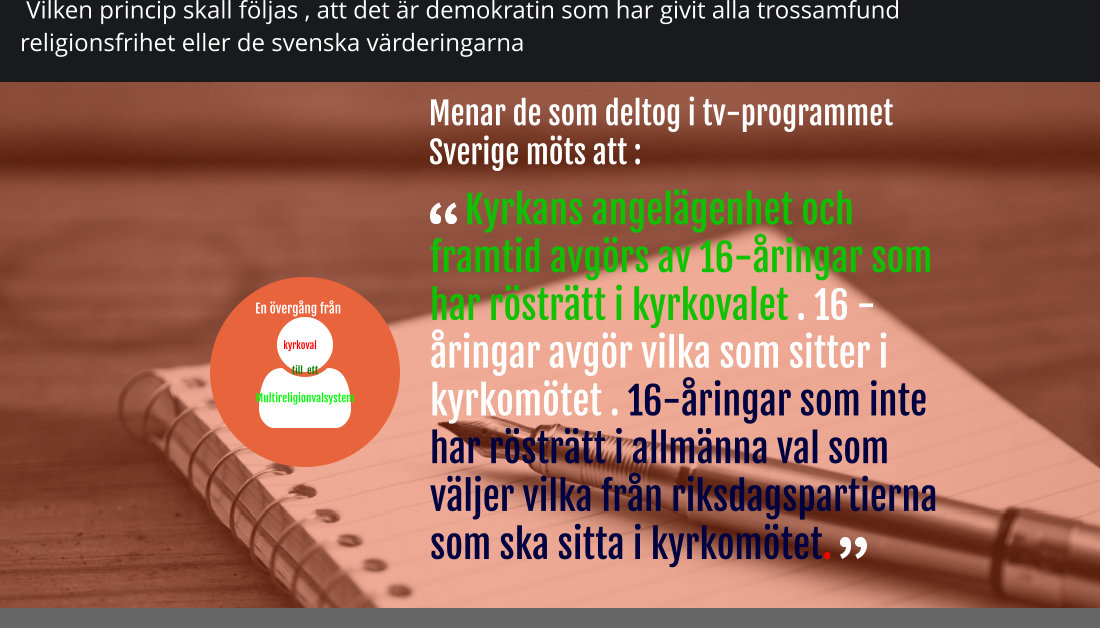 Vilken princip skall följas , att det är demokratin som har givit alla trossamfund
religionsfrihet eller de svenska värderingarna
Menar de som deltog i tv-programmet
Sverige möts att :
“ Kyrkans angelägenhet och
framtid avgörs av 16-åringar som
har rösträtt i kyrkovalet . 16 -
åringar avgör vilka som sitter i
kyrkomötet . 16-åringar som inte
har rösträtt i allmänna val som
väljer vilka från riksdagspartierna
som ska sitta i kyrkomötet. ”
En övergång från
kyrkoval
till ett
Multireligionvalsystem